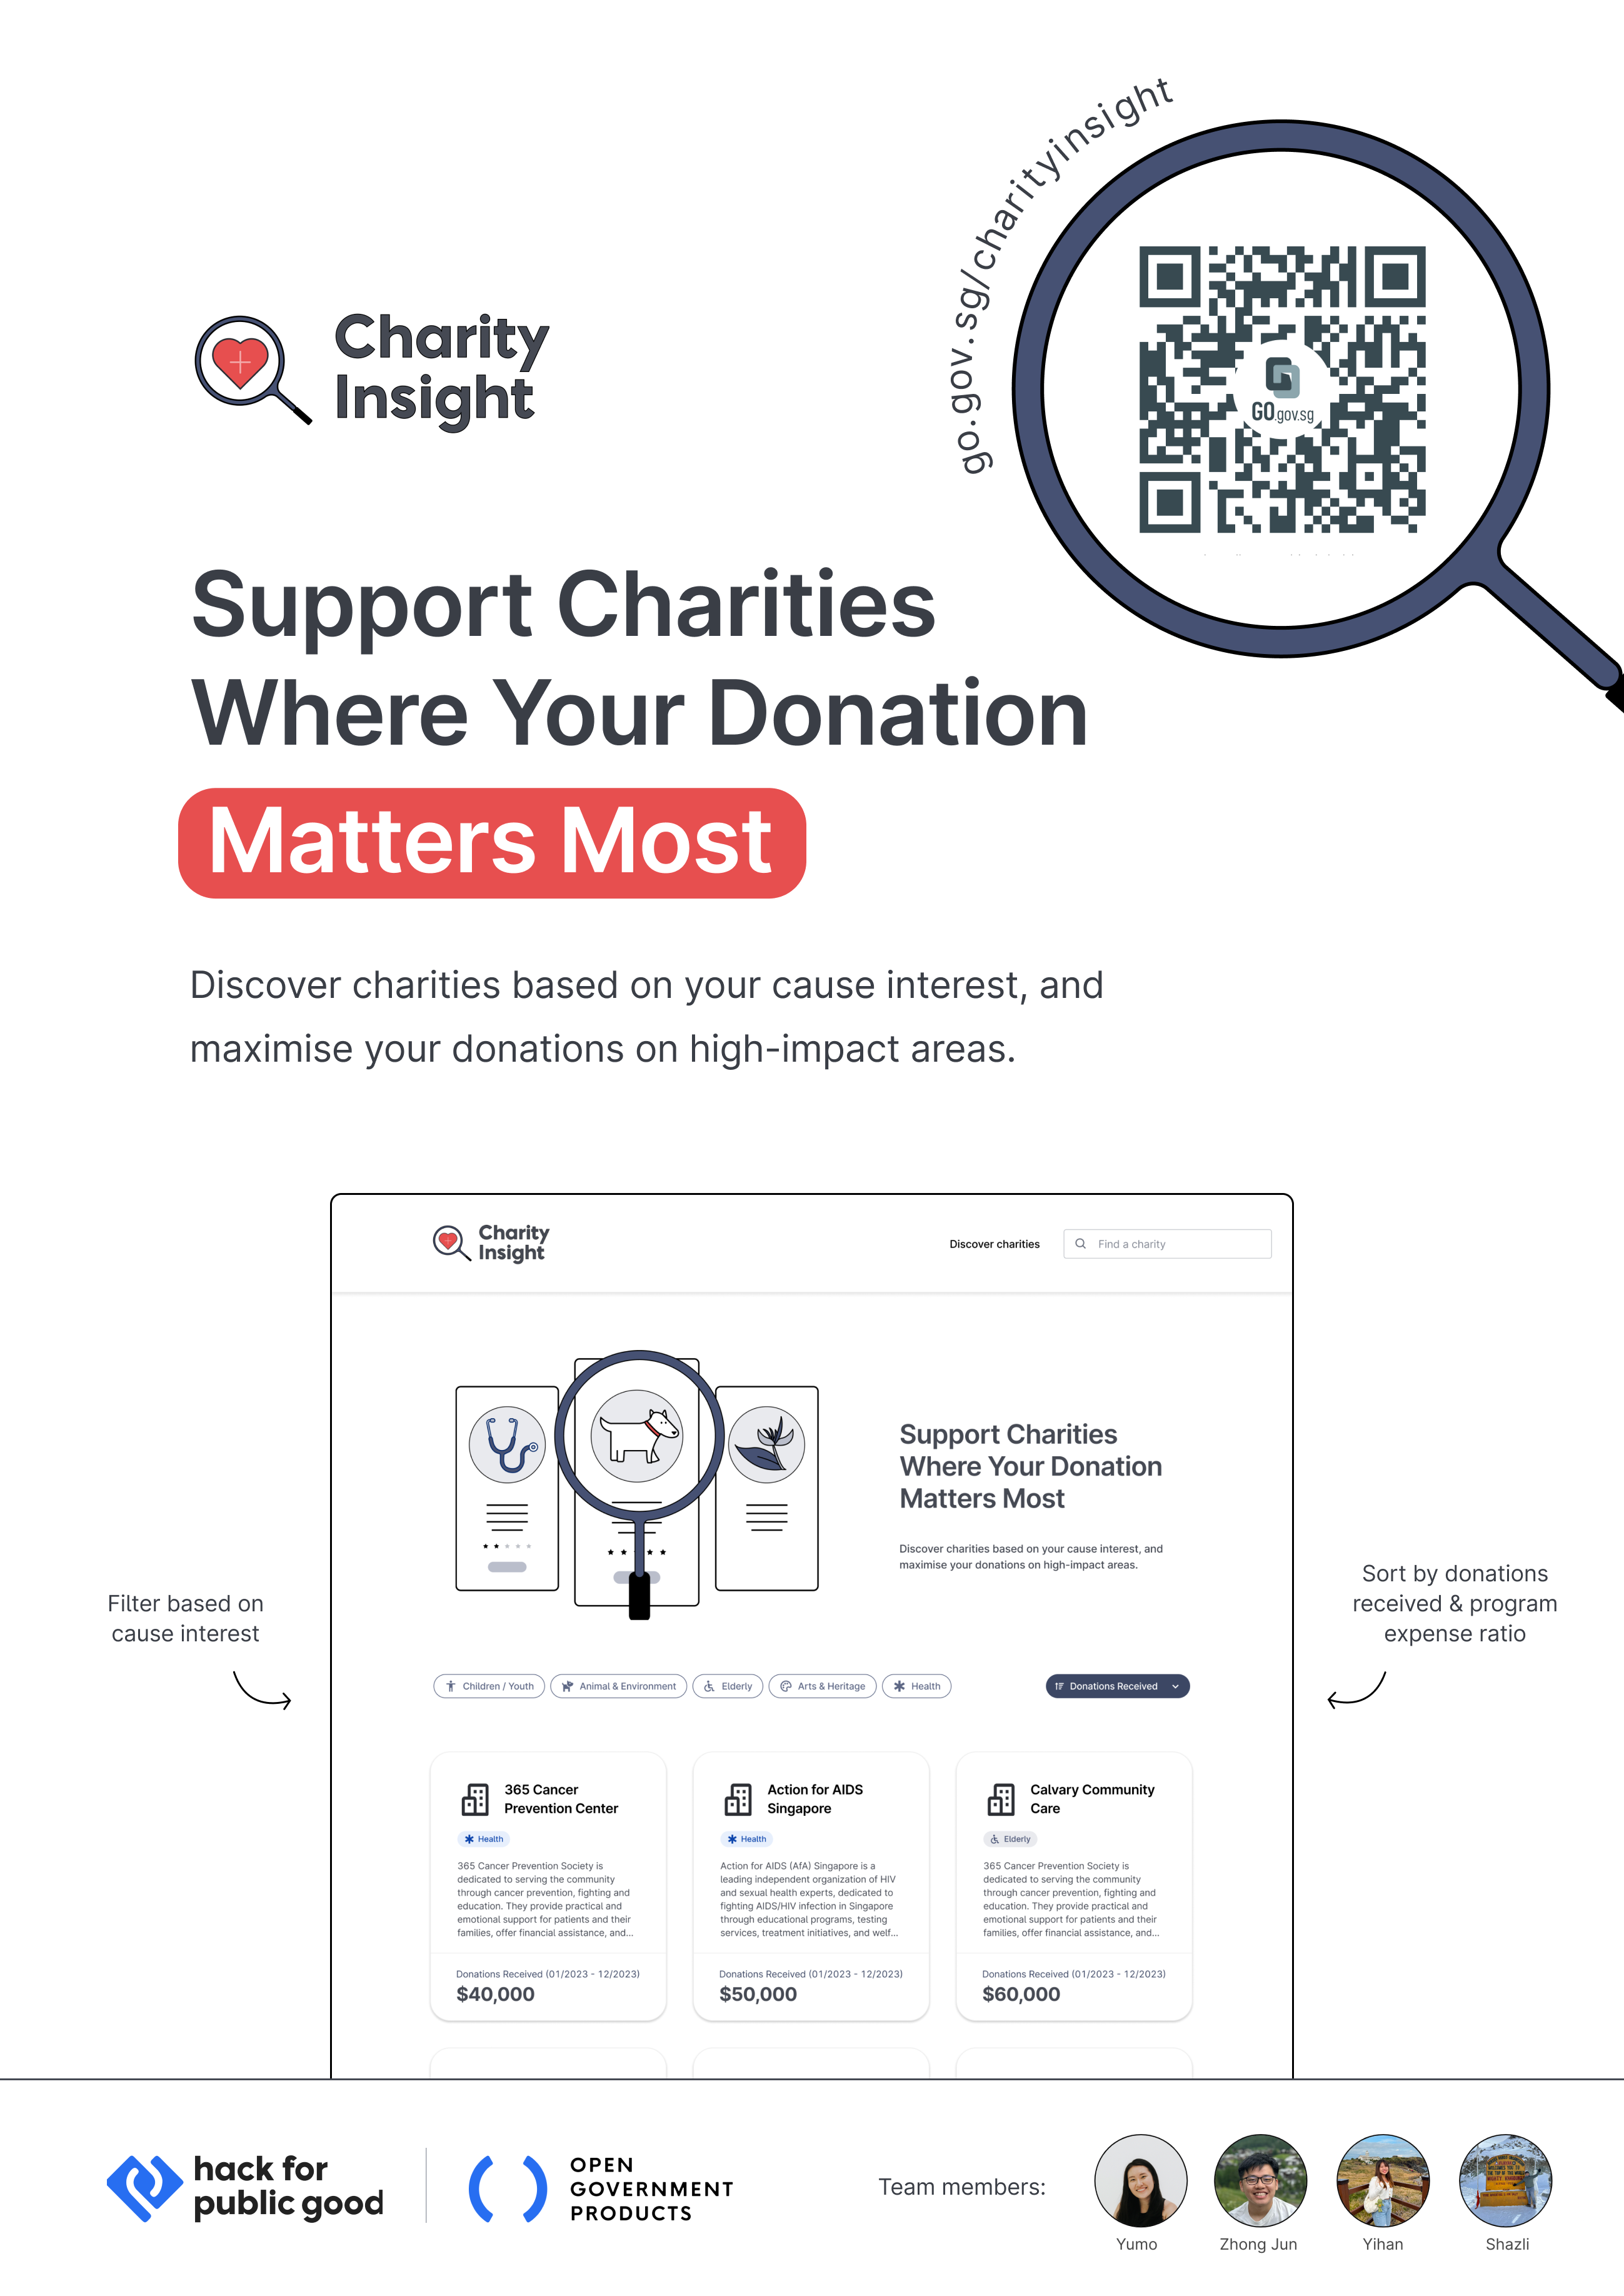 go.gov.sg/charityinsight
GO.gov.sg
Charity
Insight
Support Charities
Where Your Donation
Matters Most
Discover charities based on your cause interest, and
maximise your donations on high-impact areas.
Charity
Insight
Discover charities
Find a charity
Support Charities
Where Your Donation
Matters Most
Discover charities based on your cause interest, and
maximise your donations on high-impact areas.
Filter based on
cause interest
Sort by donations
received & program
expense ratio
Children / Youth
Animal & Environment
Elderly
Arts & Heritage
Health
Donations Received
365 Cancer
Prevention Center
Health
365 Cancer Prevention Society is
dedicated to serving the community
through cancer prevention, fighting and
education. They provide practical and
emotional support for patients and their
families, offer financial assistance, and...
Donations Received (01/2023 - 12/2023)
$40,000
Action for AIDS
Singapore
Health
Action for AIDS (AfA) Singapore is a
leading independent organization of HIV
and sexual health experts, dedicated to
fighting AIDS/HIV infection in Singapore
through educational programs, testing
services, treatment initiatives, and welf...
Donations Received (01/2023 - 12/2023)
$50,000
Calvary Community
Care
Elderly
365 Cancer Prevention Society is
dedicated to serving the community
through cancer prevention, fighting and
education. They provide practical and
emotional support for patients and their
families, offer financial assistance, and...
Donations Received (01/2023 - 12/2023)
$60,000
hack for
public good
OPEN
GOVERNMENT
PRODUCTS
Team members:
Yumo
Zhong Jun
Yihan
Shazli